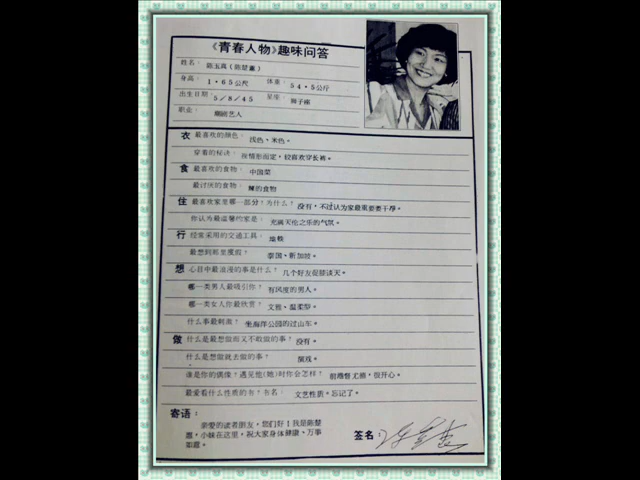 《青春人物》趣味问答
姓名: 陈玉真(陈楚蕙)
身高: 1·65公尺 体重: 54·5公斤
出生日期: 5/8/45 星座: 狮子座
职业: 潮剧艺人
衣 最喜欢的颜色: 浅色、米色。
穿着的秘诀: 按情形而定,较喜欢穿长裤。
食 最喜欢的食物: 中国菜
最讨厌的食物: 辣的食物
住 最喜欢家里哪一部分,为什么? 没有,不过认为家最重要要干净。
你认为最温馨的家是: 充满天伦之乐的气氛。
行 经常采用的交通工具: 地铁
最想到那里度假? 泰国、新加坡。
想 心目中最浪漫的事是什么? 几个好友促膝谈天。
哪一类男人最吸引你? 有风度的男人。
哪一类女人你最欣赏? 文雅、温柔的。
什么事最刺激? 坐海洋公园的过山车。
做 什么是最想做而又不敢做的事? 没有。
什么是想做就去做的事? 演戏。
谁是你的偶像,遇见他(她)时你会怎样?
最爱看什么性质的书,书名: 文艺性质,忘记了。
寄语:
亲爱的读者朋友,您们好!我是陈楚
蕙,小妹在这里,祝大家身体健康、万事
如意。
签名: